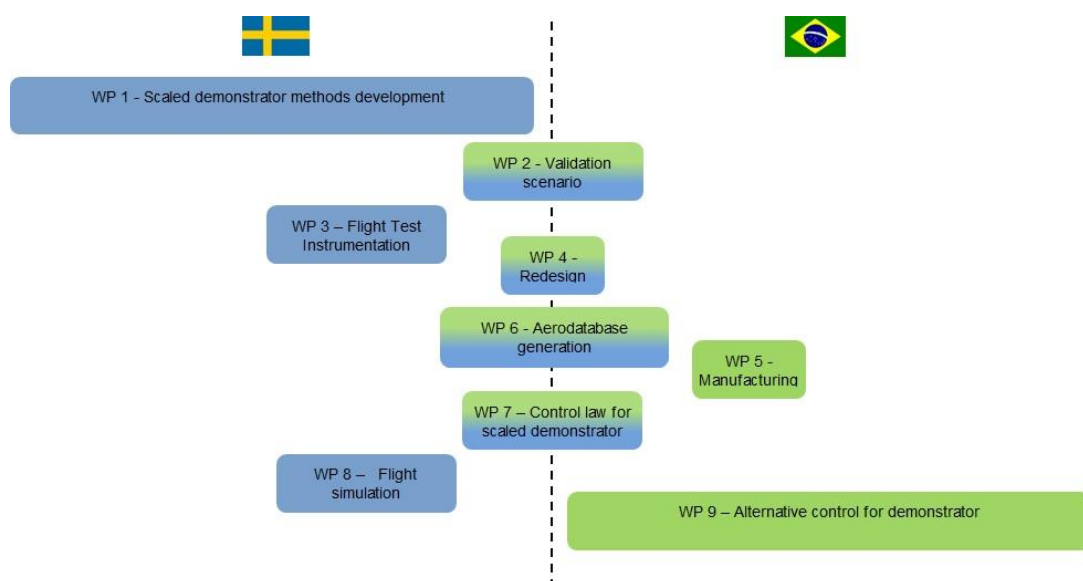 WP 1 - Scaled demonstrator methods development
WP 2 - Validation
scenario
WP 3 – Flight Test
Instrumentation
WP 4 -
Redesign
WP 6 - Aerodatabase
generation
WP 5 -
Manufacturing
WP 7 – Control law for
scaled demonstrator
WP 8 – Flight
simulation
WP 9 – Alternative control for demonstrator